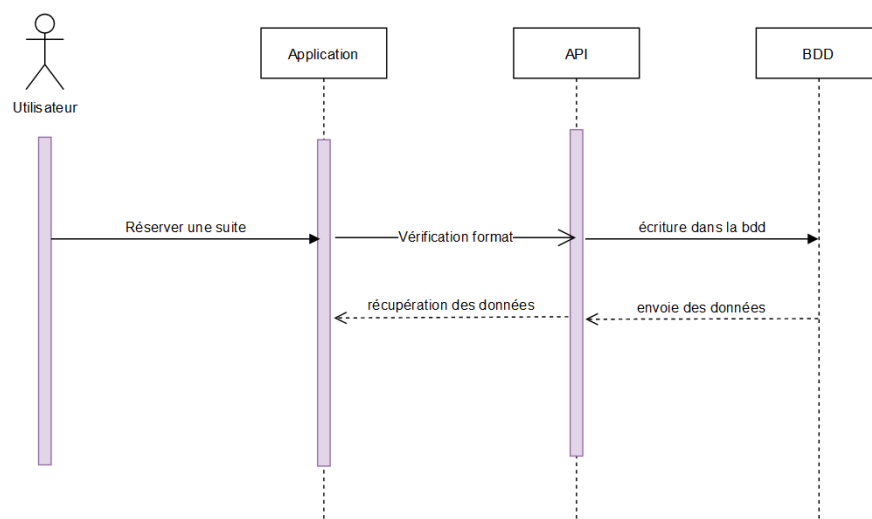 Application
API
BDD
Utilisateur
Réserver une suite
Vérification format
écriture dans la bdd
récupération des données
envoie des données